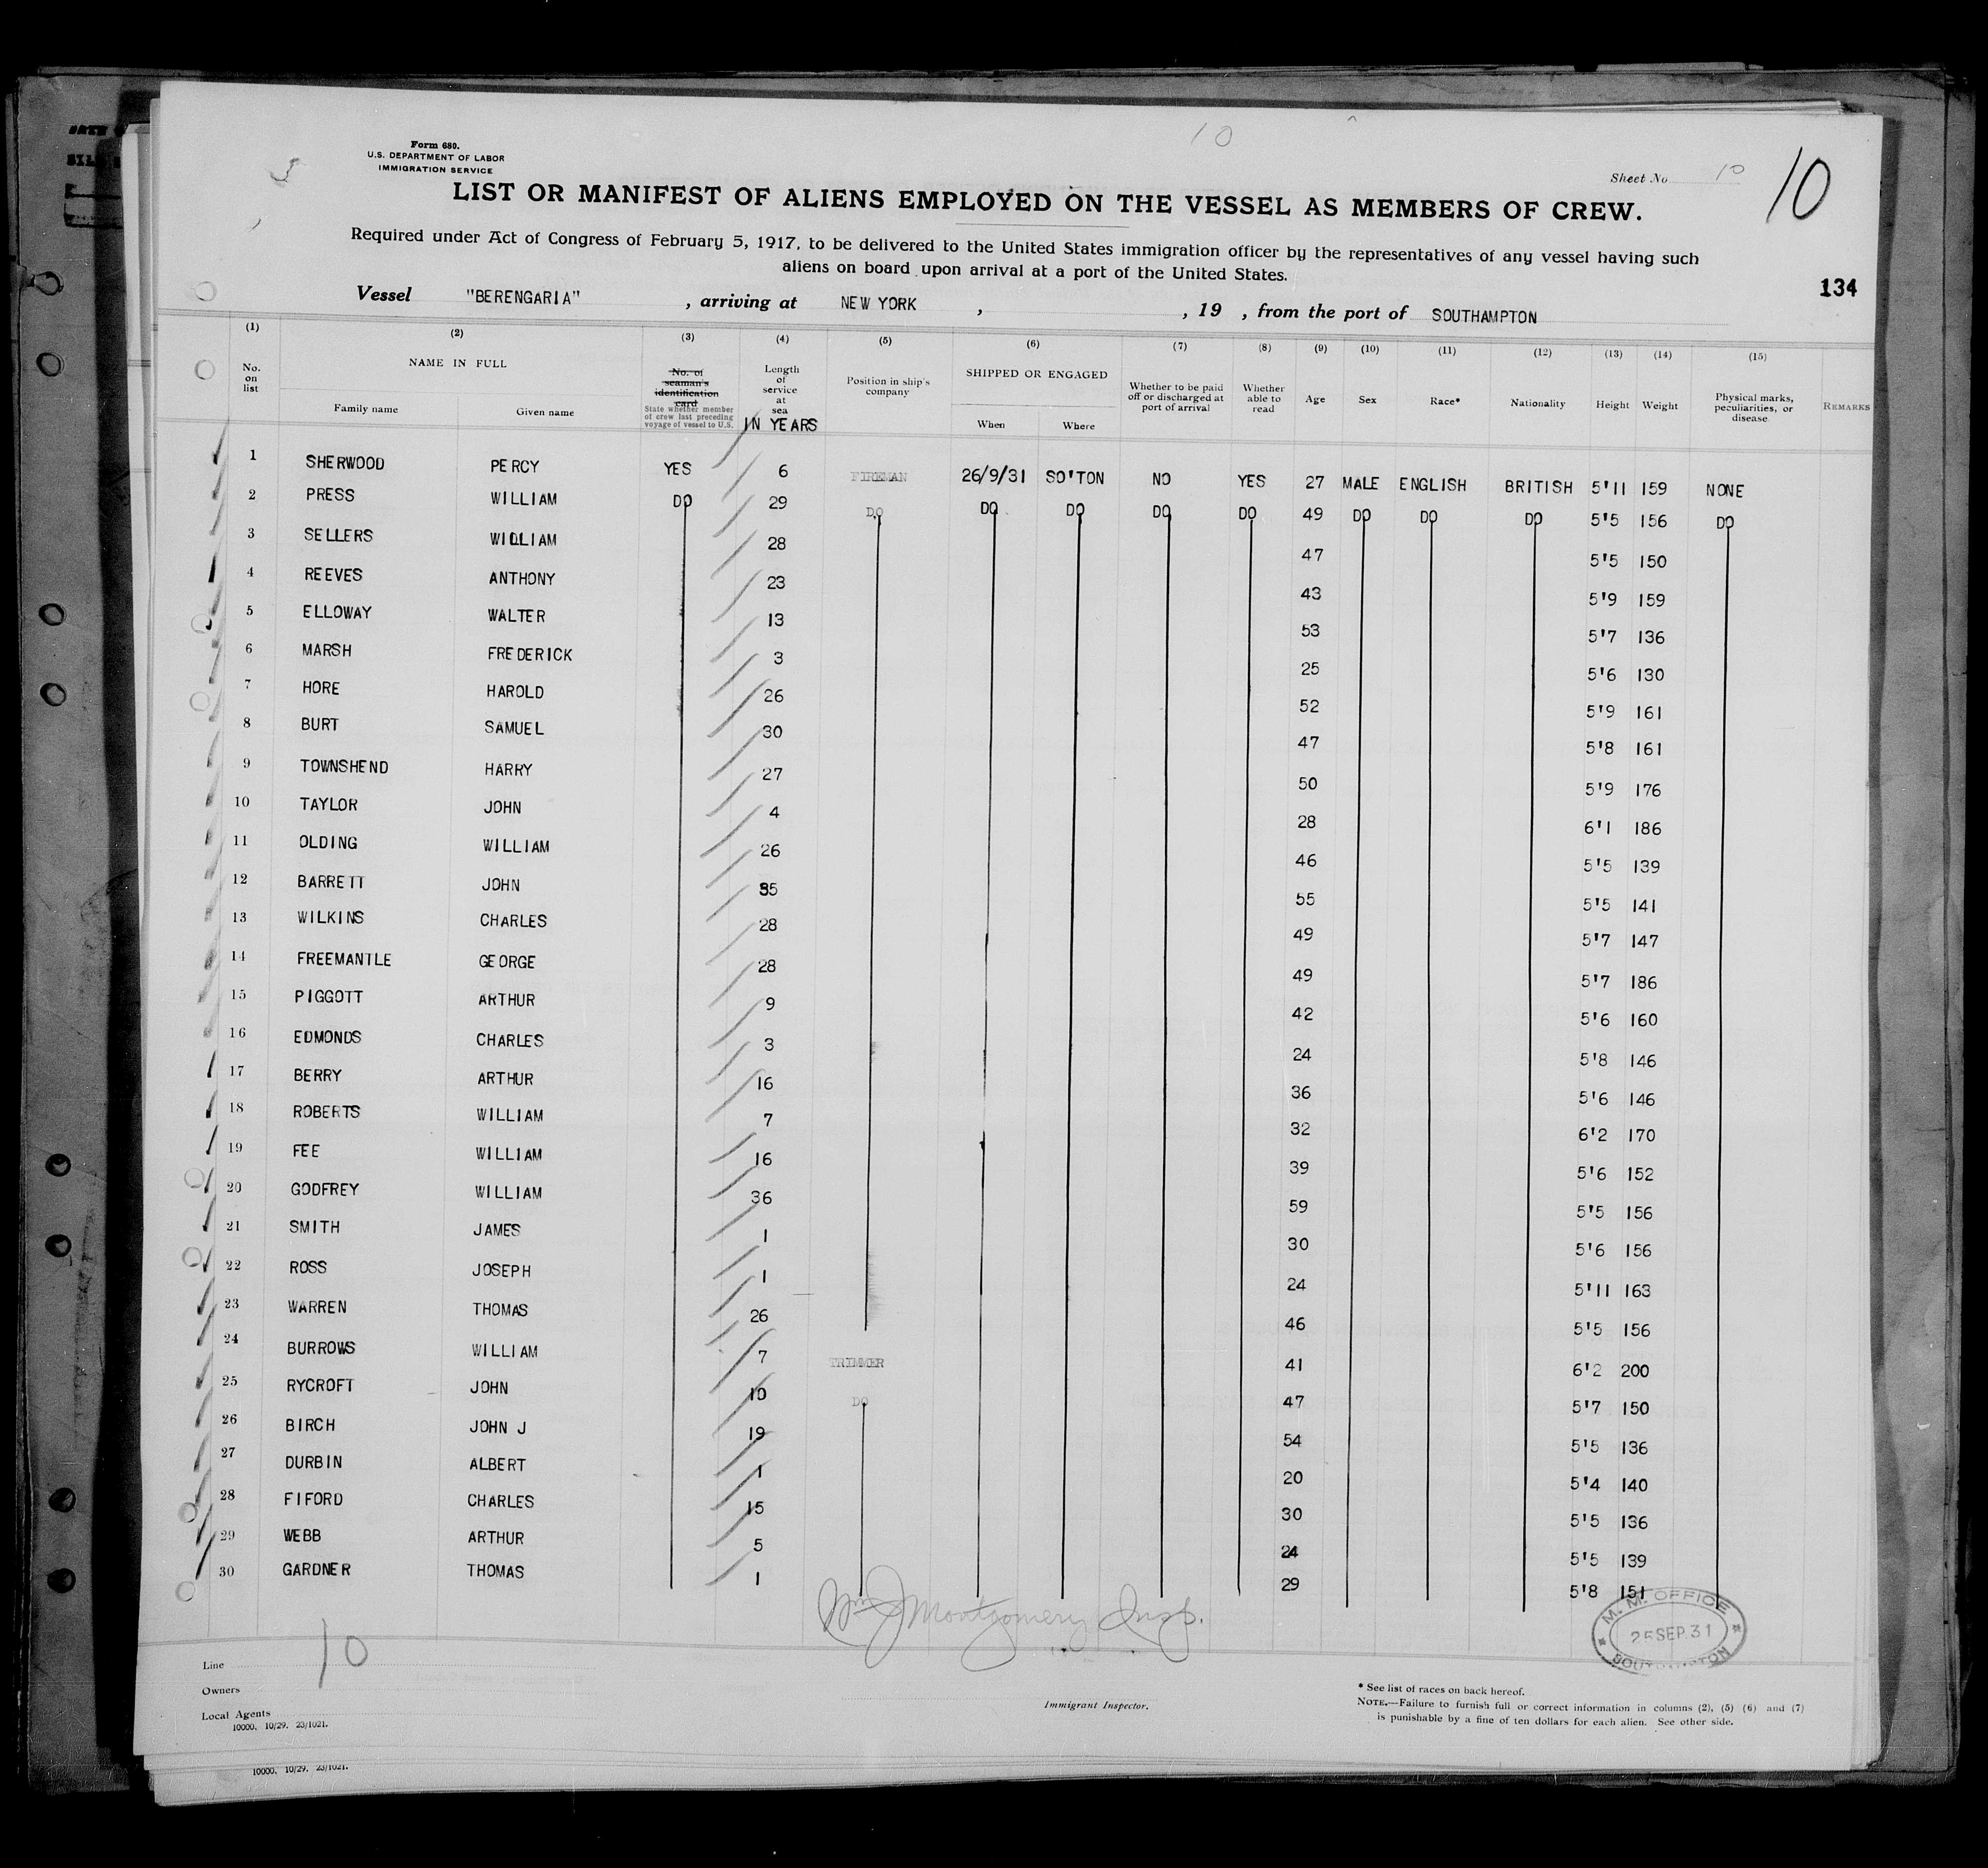 10
Form 680.
U.S. DEPARTMENT OF LABOR
IMMIGRATION SERVICE
Sheet No 10
10
LIST OR MANIFEST OF ALIENS EMPLOYED ON THE VESSEL AS MEMBERS OF CREW.
Required under Act of Congress of February 5, 1917, to be delivered to the United States immigration officer by the representatives of any vessel having such
aliens on board upon arrival at a port of the United States.
134
Vessel "BERENGARIA" , arriving at NEW YORK , , 19 , from the port of SOUTHAMPTON
(1) (2) (3) (4) (5) (6) (7) (8) (9) (10) (11) (12) (13) (14) (15)
No. on list
NAME IN FULL
Family name Given name
No. of seaman's identification card
State whether member of crew last preceding voyage of vessel to U.S.
Length of service at sea
IN YEARS
Position in ship's company
SHIPPED OR ENGAGED
When Where
Whether to be paid off or discharged at port of arrival
Whether able to read
Age Sex Race* Nationality Height Weight
Physical marks, peculiarities, or disease
REMARKS
1 SHERWOOD PERCY YES 6 FIREMAN 26/9/31 SO'TON NO YES 27 MALE ENGLISH BRITISH 5'11 159 NONE
2 PRESS WILLIAM DO 29 DO DO DO DO DO 49 DO DO DO 5'5 156 DO
3 SELLERS WILLIAM 28 47 5'5 150
4 REEVES ANTHONY 23 43 5'9 159
5 ELLOWAY WALTER 13 53 5'7 136
6 MARSH FREDERICK 3 25 5'6 130
7 HORE HAROLD 26 52 5'9 161
8 BURT SAMUEL 30 47 5'8 161
9 TOWNSHEND HARRY 27 50 5'9 176
10 TAYLOR JOHN 4 28 6'1 186
11 OLDING WILLIAM 26 46 5'5 139
12 BARRETT JOHN 35 55 5'5 141
13 WILKINS CHARLES 28 49 5'7 147
14 FREEMANTLE GEORGE 28 49 5'7 186
15 PIGGOTT ARTHUR 9 42 5'6 160
16 EDMONDS CHARLES 3 24 5'8 146
17 BERRY ARTHUR 16 36 5'6 146
18 ROBERTS WILLIAM 7 32 6'2 170
19 FEE WILLIAM 16 39 5'6 152
20 GODFREY WILLIAM 36 59 5'5 156
21 SMITH JAMES 1 30 5'6 156
22 ROSS JOSEPH 1 24 5'11 163
23 WARREN THOMAS 26 46 5'5 156
24 BURROWS WILLIAM 7 TRIMMER 41 6'2 200
25 RYCROFT JOHN 10 DO 47 5'7 150
26 BIRCH JOHN J 19 54 5'5 136
27 DURBIN ALBERT 1 20 5'4 140
28 FIFORD CHARLES 15 30 5'5 136
29 WEBB ARTHUR 5 24 5'5 139
30 GARDNER THOMAS 1 29 5'8 151
Wm J Montgomery Insp.
M. M. OFFICE
25 SEP. 31
SOUTHAMPTON
10
Line
Owners
Local Agents
10000, 10/29. 23/1021.
Immigrant Inspector.
* See list of races on back hereof.
NOTE.—Failure to furnish full or correct information in columns (2), (5) (6) and (7)
is punishable by a fine of ten dollars for each alien. See other side.
10000, 10/29. 23/1021.